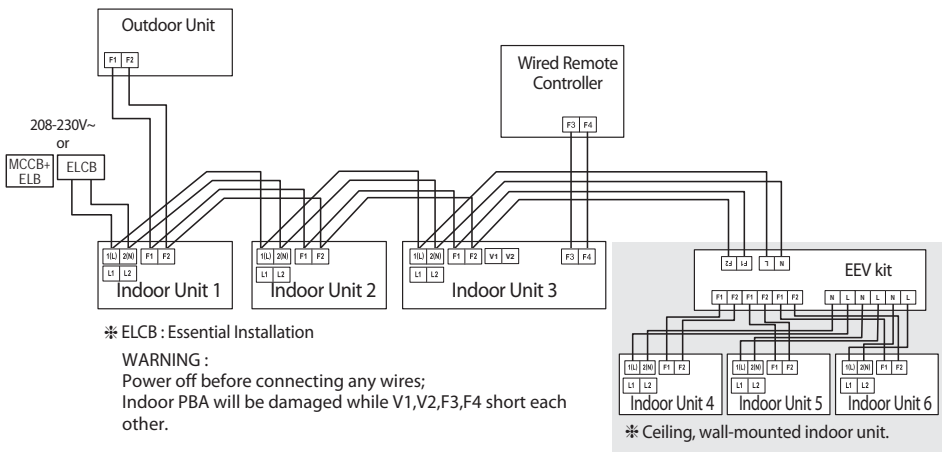 Outdoor Unit
F1 F2
Wired Remote
Controller
F3 F4
208-230V~
or
MCCB+
ELB
ELCB
1(L) 2(N) F1 F2
L1 L2
Indoor Unit 1
1(L) 2(N) F1 F2
L1 L2
Indoor Unit 2
1(L) 2(N) F1 F2 V1 V2 F3 F4
L1 L2
Indoor Unit 3
F2 F1 L N
EEV kit
F1 F2 F1 F2 F1 F2 N L N L N L
1(L) 2(N) F1 F2
L1 L2
Indoor Unit 4
1(L) 2(N) F1 F2
L1 L2
Indoor Unit 5
1(L) 2(N) F1 F2
L1 L2
Indoor Unit 6
❈ Ceiling, wall-mounted indoor unit.
❈ ELCB : Essential Installation
WARNING :
Power off before connecting any wires;
Indoor PBA will be damaged while V1,V2,F3,F4 short each
other.